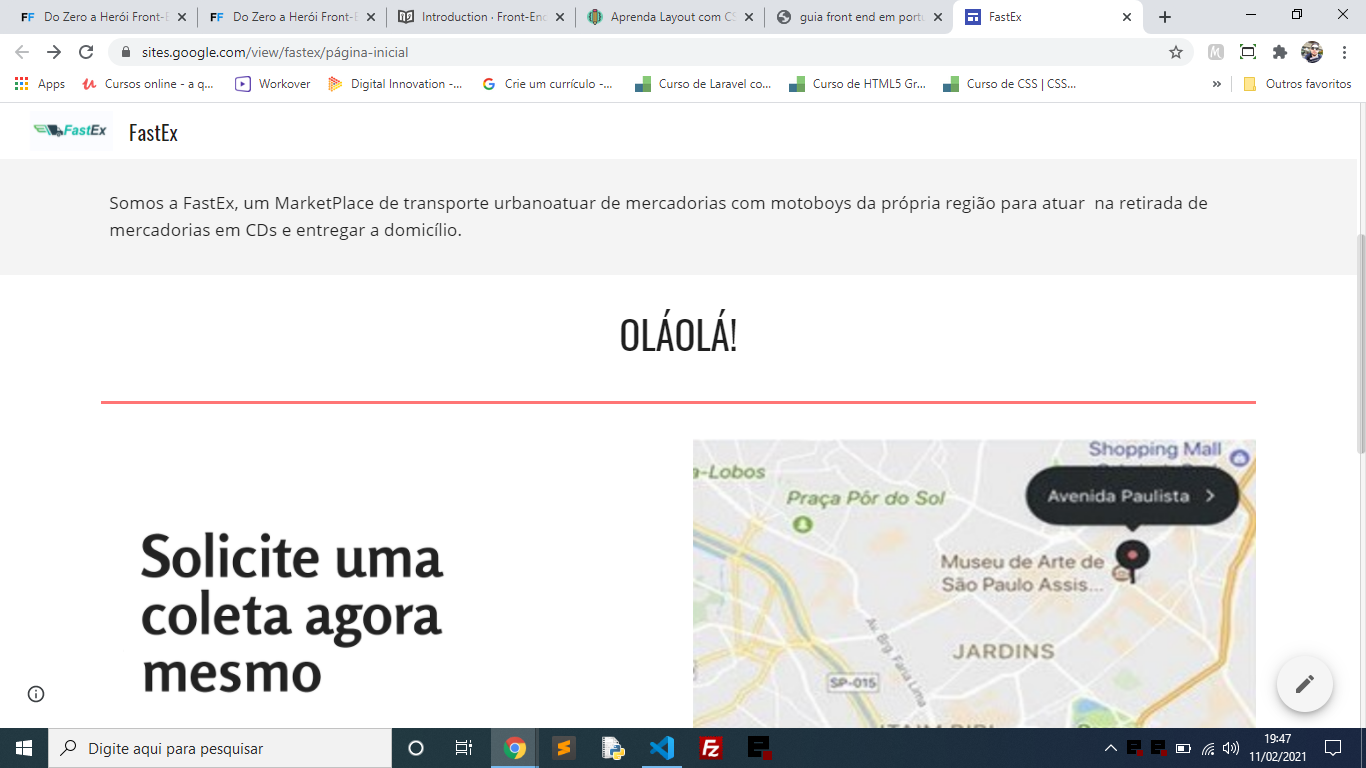 Do Zero a Herói Front-E
Do Zero a Herói Front-E
Introduction · Front-End
Aprenda Layout com CS
guia front end em portu
FastEx
sites.google.com/view/fastex/página-inicial
M
Apps
Cursos online - a q...
Workover
Digital Innovation -...
Crie um currículo -...
Curso de Laravel co...
Curso de HTML5 Gr...
Curso de CSS | CSS...
»
Outros favoritos
FastEx
FastEx
Somos a FastEx, um MarketPlace de transporte urbanoatuar de mercadorias com motoboys da própria região para atuar na retirada de
mercadorias em CDs e entregar a domicílio.
OLÁOLÁ!
Solicite uma
coleta agora
mesmo
Shopping Mall
-Lobos
Praça Pôr do Sol
Avenida Paulista >
Museu de Arte de
São Paulo Assis...
Av. Brg. Faria Lima
JARDINS
SP-015
ITAIM BIBI
Digite aqui para pesquisar
19:47
11/02/2021